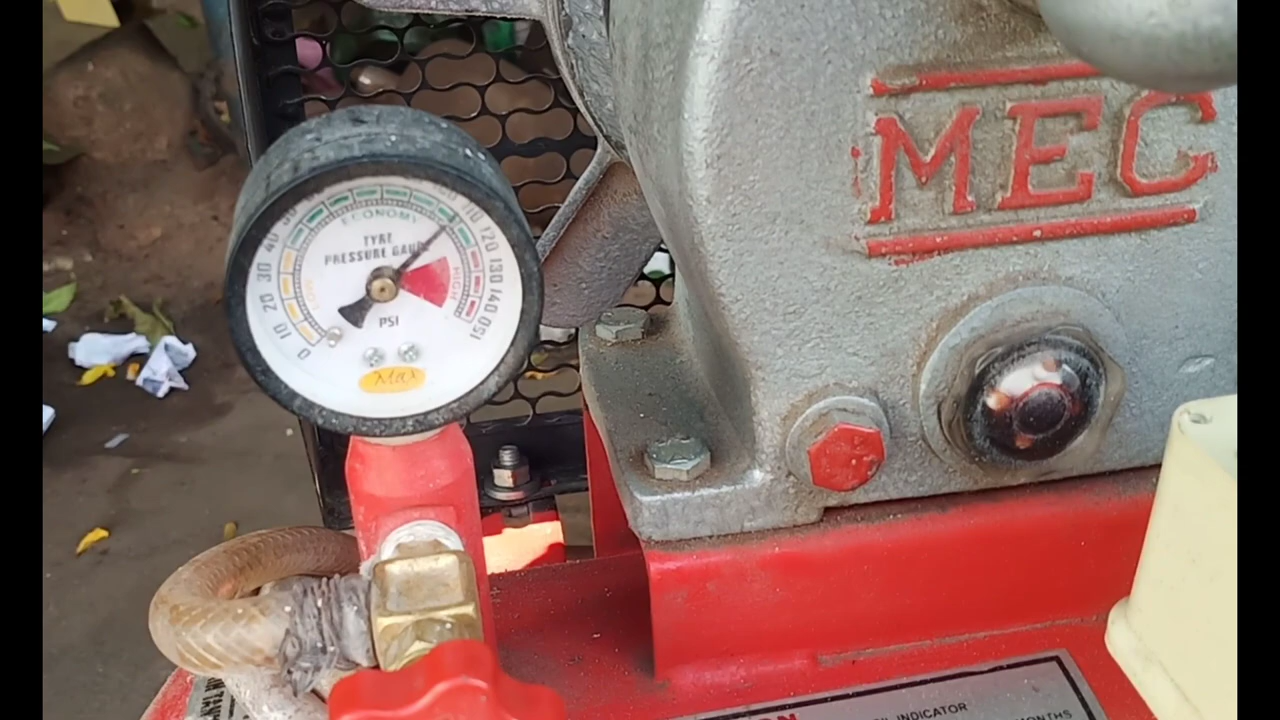 MEC
ECONOMY
TYRE
PRESSURE GAUGE
LOW
HIGH
PSI
0
10
20
30
40
110
120
130
140
150
Max
INDICATOR
MONTHS